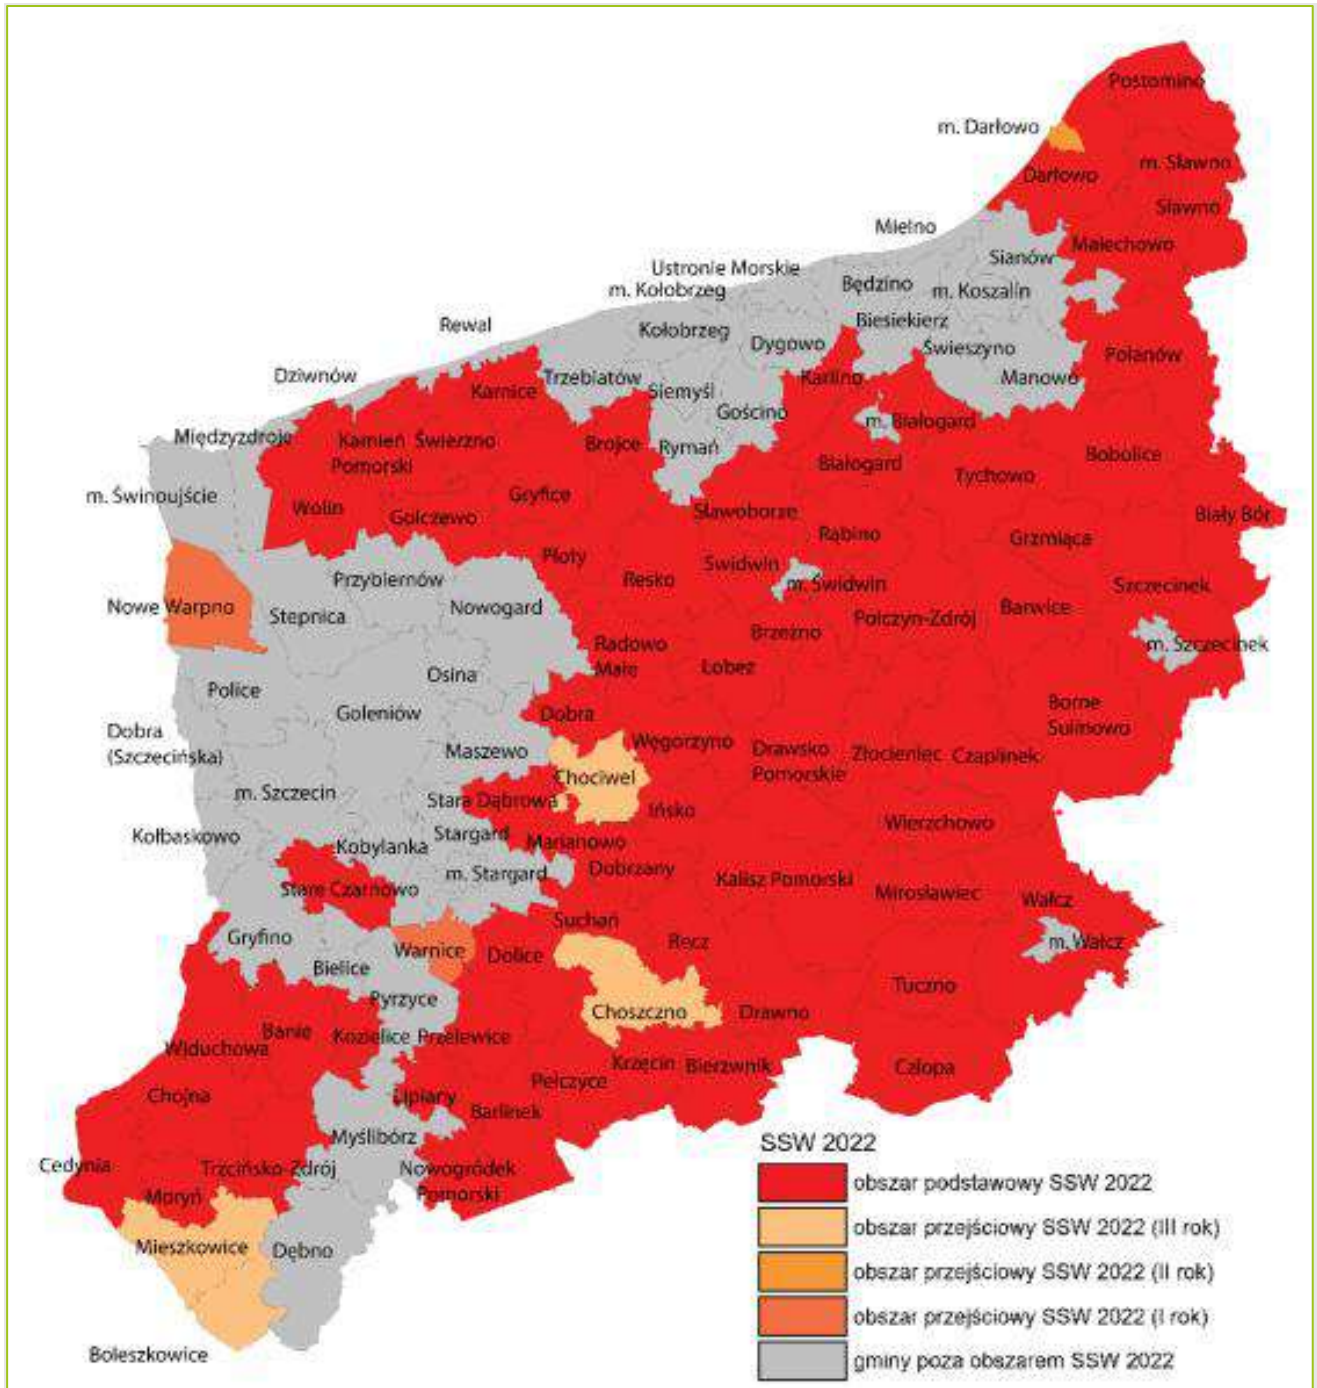 Postomino
m. Darłowo
m. Sławno
Darłowo
Sławno
Mielno
Malechowo
Sianów
Ustronie Morskie
Będzino
m. Koszalin
m. Kołobrzeg
Rewal
Kołobrzeg
Biesiekierz
Dygowo
Świeszyno
Polanów
Dziwnów
Trzebiatów
Karlino
Manowo
Karnice
Siemyśl
Gościno
m. Białogard
Międzyzdroje
Kamień
Pomorski
Świerzno
Brojce
Rymań
Białogard
Bobolice
Tychowo
m. Świnoujście
Gryfice
Wolin
Golczewo
Sławoborze
Biały Bór
Rąbino
Grzmiąca
Płoty
Świdwin
Przybiernów
Resko
m. Świdwin
Szczecinek
Nowe Warpno
Nowogard
Stepnica
Połczyn-Zdrój
Barwice
Brzeżno
Radowo
Małe
m. Szczecinek
Łobez
Osina
Police
Borne
Sulinowo
Goleniów
Dobra
Dobra
(Szczecińska)
Węgorzyno
Maszewo
Drawsko
Pomorskie
Złocieniec
Czaplinek
Chociwel
m. Szczecin
Stara Dąbrowa
Ińsko
Wierzchowo
Kołbaskowo
Stargard
Kobylanka
Marianowo
m. Stargard
Dobrzany
Kalisz Pomorski
Stare Czarnowo
Mirosławiec
Wałcz
Suchań
Gryfino
Recz
m. Wałcz
Warnice
Dolice
Bielice
Tuczno
Pyrzyce
Choszczno
Drawno
Banie
Kozielice
Przelewice
Widuchowa
Krzęcin
Bierzwnik
Człopa
Pełczyce
Chojna
Lipiany
Barlinek
Myślibórz
Cedynia
Trzcińsko-Zdrój
Nowogródek
Pomorski
Moryń
Mieszkowice
Dębno
Boleszkowice
SSW 2022
obszar podstawowy SSW 2022
obszar przejściowy SSW 2022 (III rok)
obszar przejściowy SSW 2022 (II rok)
obszar przejściowy SSW 2022 (I rok)
gminy poza obszarem SSW 2022